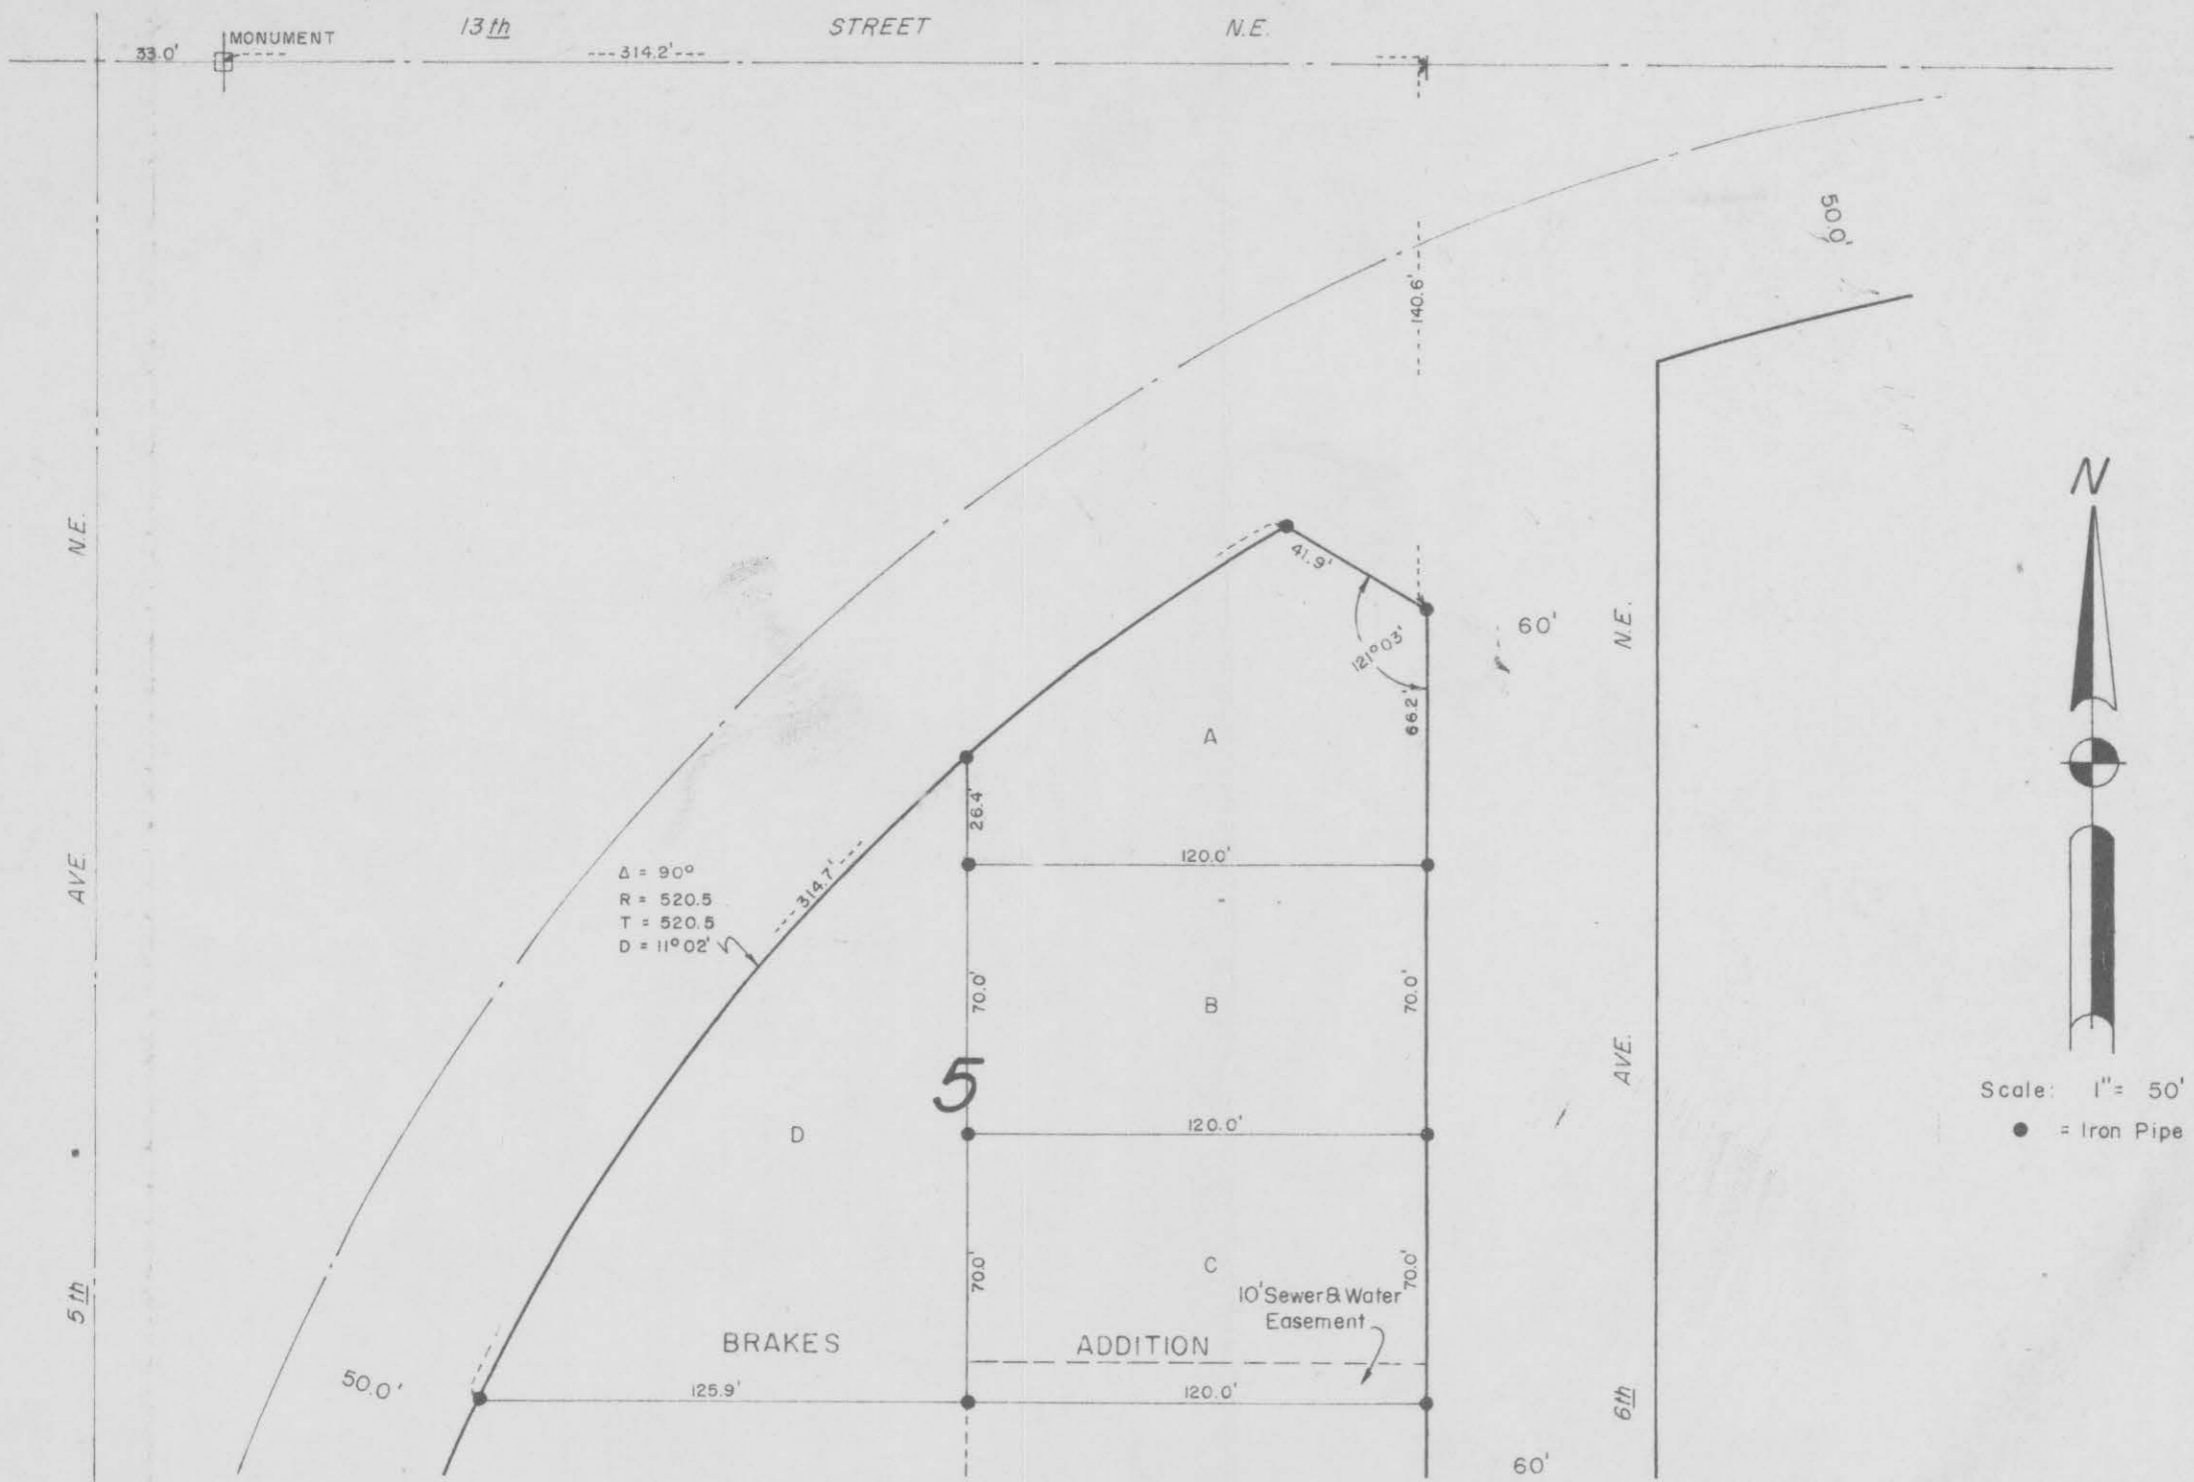 13th STREET N.E.
33.0'
MONUMENT
314.2'
50.0'
140.6'
N.E.
AVE.
5th
41.9'
121°03'
66.2'
60'
N.E.
AVE.
6th
N
A
26.4'
120.0'
Δ = 90°
R = 520.5
T = 520.5
D = 11°02'
314.7'
70.0'
B
70.0'
5
D
120.0'
Scale: 1"= 50'
● = Iron Pipe
70.0'
C
70.0'
10' Sewer & Water
Easement
BRAKES ADDITION
50.0'
125.9'
120.0'
60'